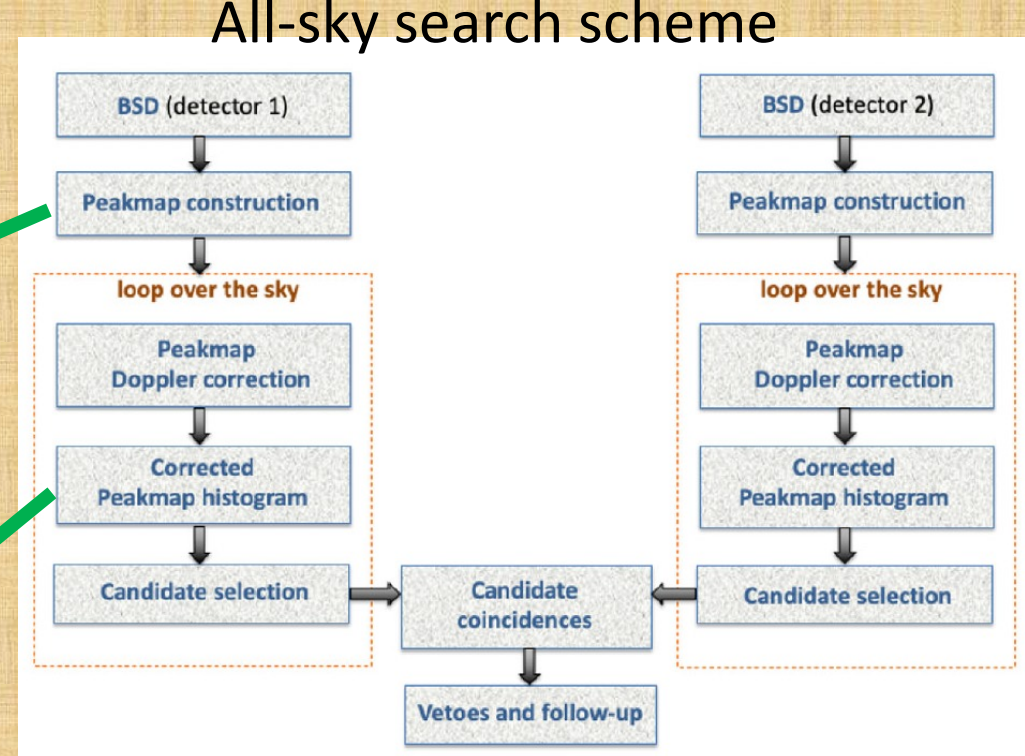 All-sky search scheme
BSD (detector 1)
Peakmap construction
loop over the sky
Peakmap
Doppler correction
Corrected
Peakmap histogram
Candidate selection
BSD (detector 2)
Peakmap construction
loop over the sky
Peakmap
Doppler correction
Corrected
Peakmap histogram
Candidate selection
Candidate
coincidences
Vetoes and follow-up